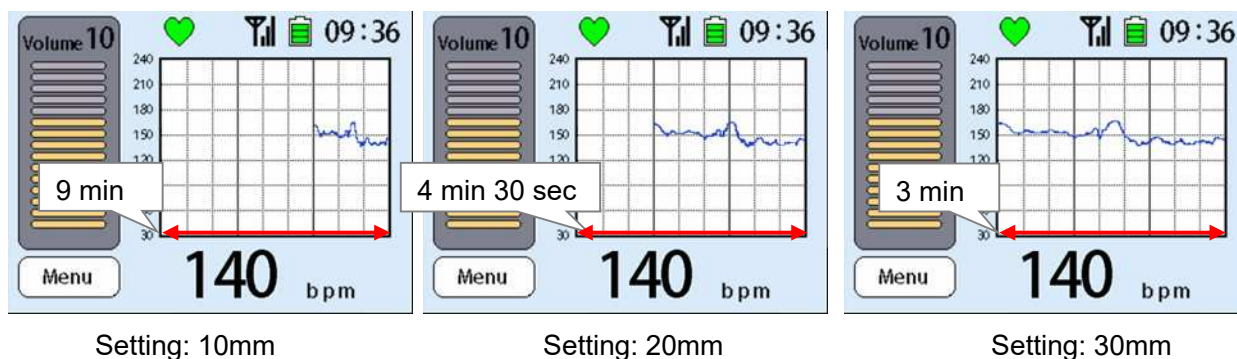 Volume 10
09:36
240
210
180
150
120
9 min
30
Menu
140 bpm
Setting: 10mm
Volume 10
09:36
240
210
180
150
120
4 min 30 sec
30
Menu
140 bpm
Setting: 20mm
Volume 10
09:36
240
210
180
150
120
3 min
30
Menu
140 bpm
Setting: 30mm